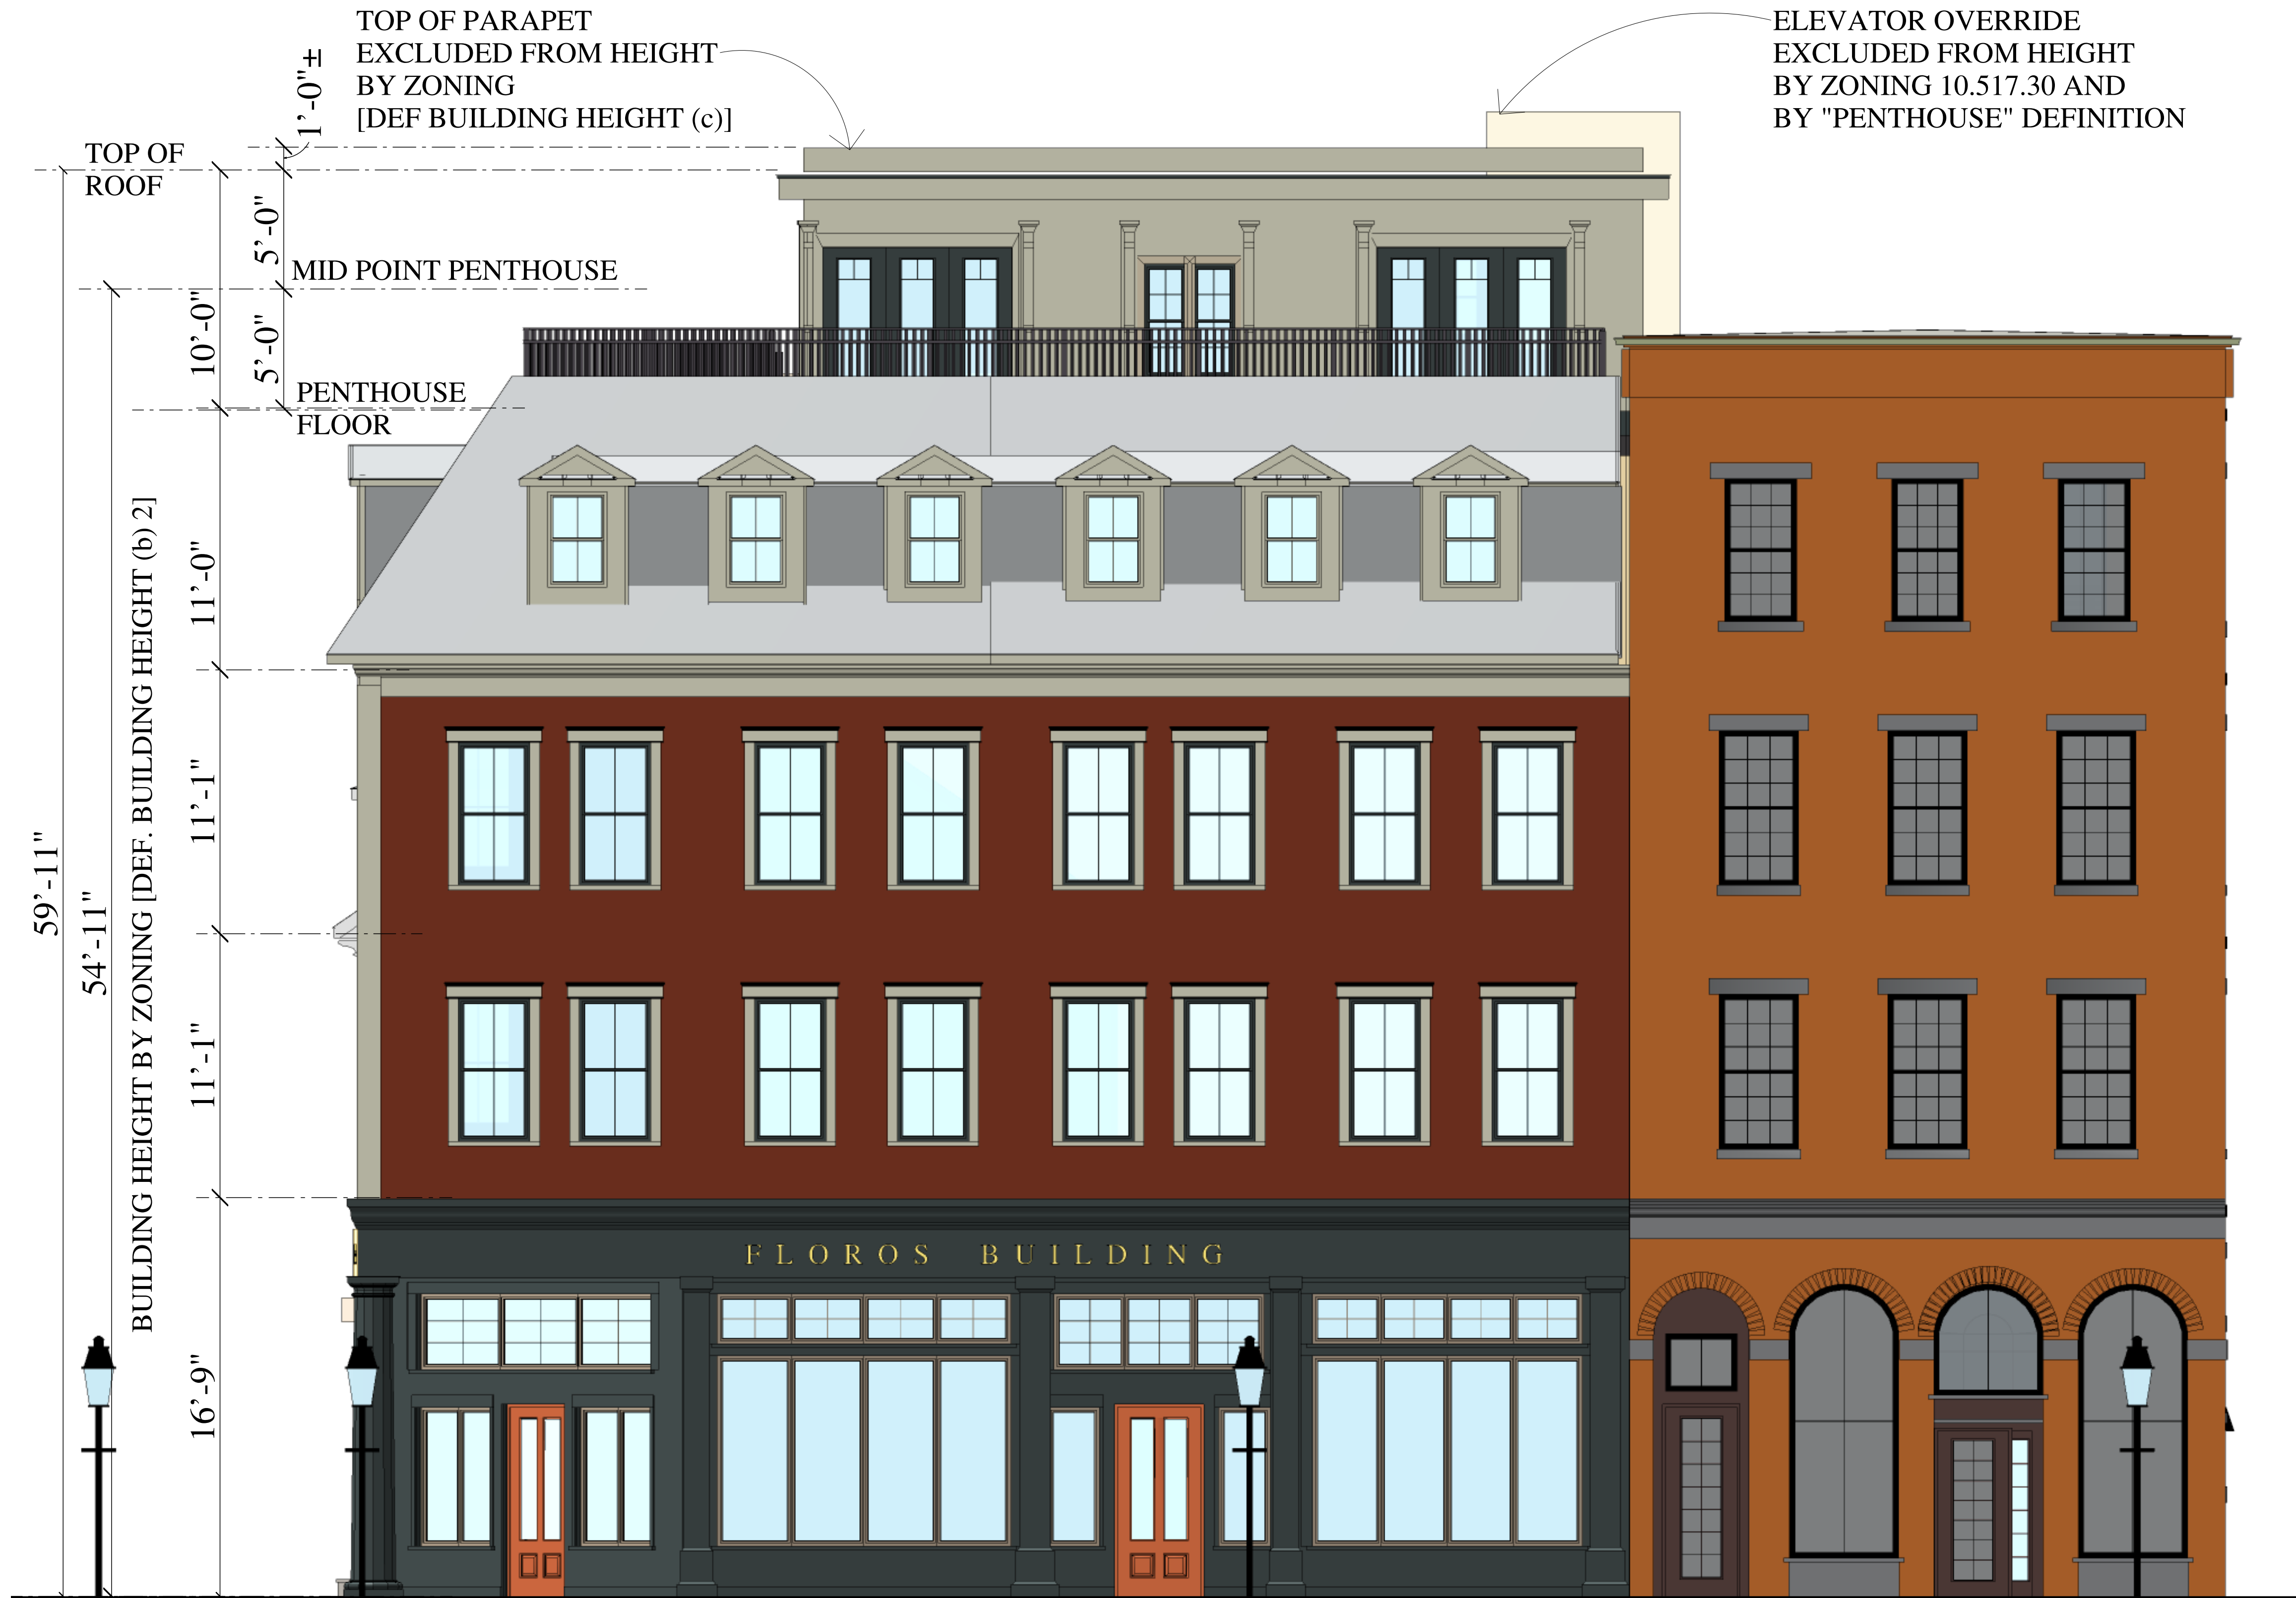 TOP OF PARAPET
EXCLUDED FROM HEIGHT
BY ZONING
[DEF BUILDING HEIGHT (c)]
ELEVATOR OVERRIDE
EXCLUDED FROM HEIGHT
BY ZONING 10.517.30 AND
BY "PENTHOUSE" DEFINITION
1'-0"±
TOP OF
ROOF
5'-0"
MID POINT PENTHOUSE
10'-0"
5'-0"
PENTHOUSE
FLOOR
11'-0"
11'-1"
59'-11"
54'-11"
BUILDING HEIGHT BY ZONING [DEF. BUILDING HEIGHT (b) 2]
11'-1"
FLOROS BUILDING
16'-9"